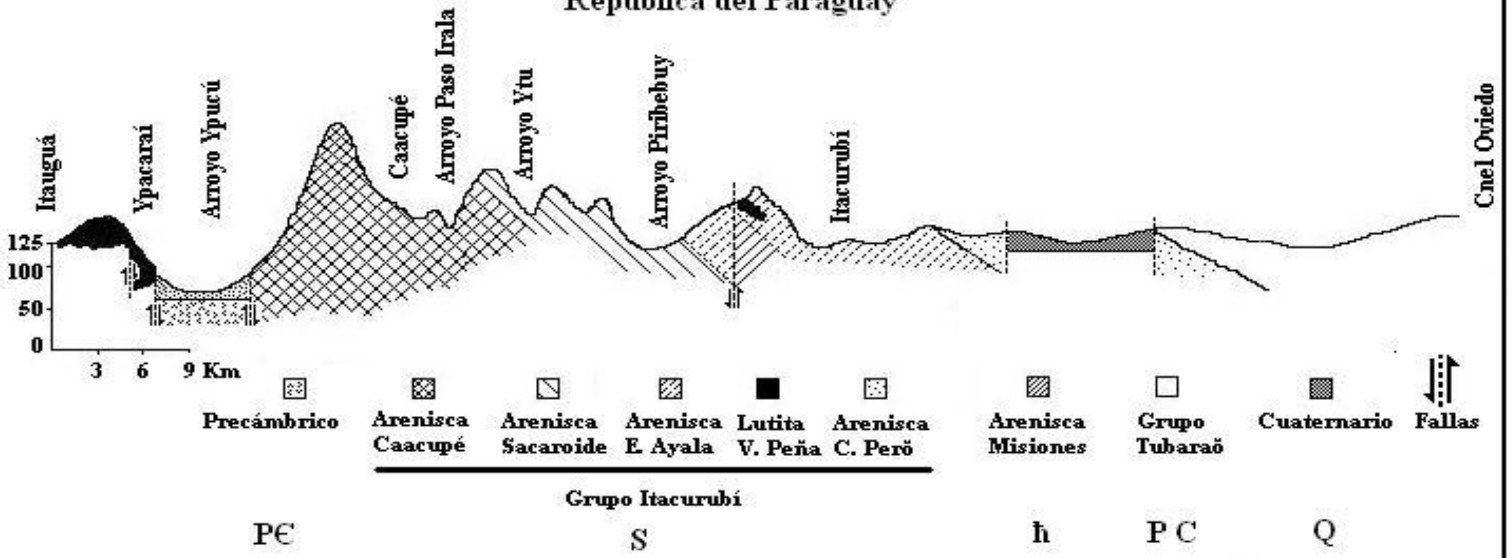 República del Paraguay
Itauguá
Ypacaraí
Arroyo Ypucú
Caacupé
Arroyo Paso Irala
Arroyo Ytu
Arroyo Piribebuy
Itacurubí
Cnel Oviedo
125
100
50
0
3 6 9 Km
Precámbrico
Arenisca Caacupé
Arenisca Sacaroide
Arenisca E. Ayala
Lutita V. Peña
Arenisca C. Perö
Arenisca Misiones
Grupo Tubaraö
Cuaternario
Fallas
Grupo Itacurubí
PЄ
S
ħ
P C
Q